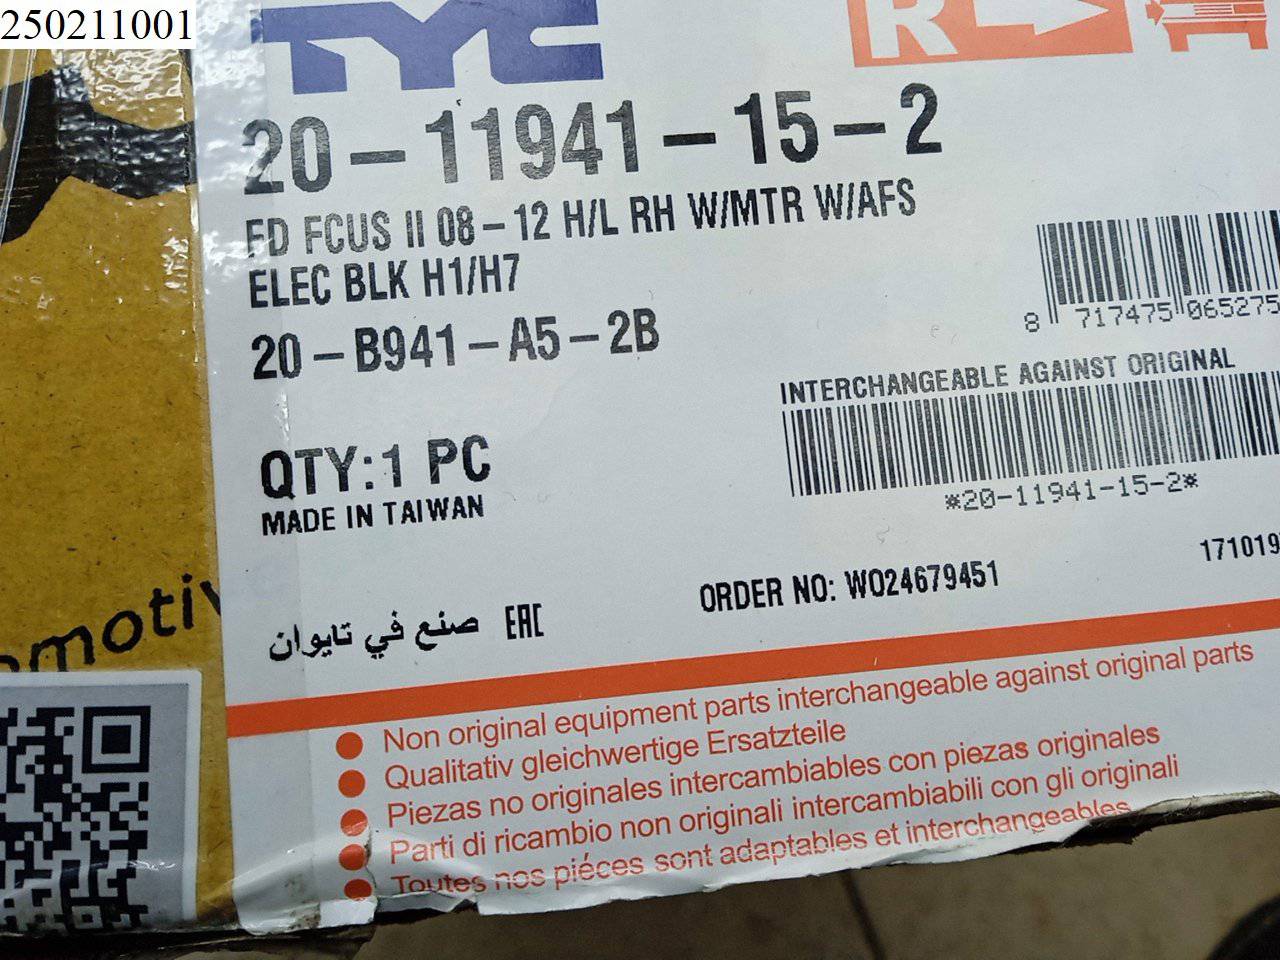 250211001
TYC
R
20-11941-15-2
FD FCUS II 08-12 H/L RH W/MTR W/AFS
ELEC BLK H1/H7
20-B941-A5-2B
8 717475 065275
INTERCHANGEABLE AGAINST ORIGINAL
*20-11941-15-2*
QTY:1 PC
MADE IN TAIWAN
171019
ORDER NO: WO24679451
صنع في تايوان EAC
Non original equipment parts interchangeable against original parts
Qualitativ gleichwertige Ersatzteile
Piezas no originales intercambiables con piezas originales
Parti di ricambio non originali intercambiabili con gli originali
Toutes nos piéces sont adaptables et interchangeables